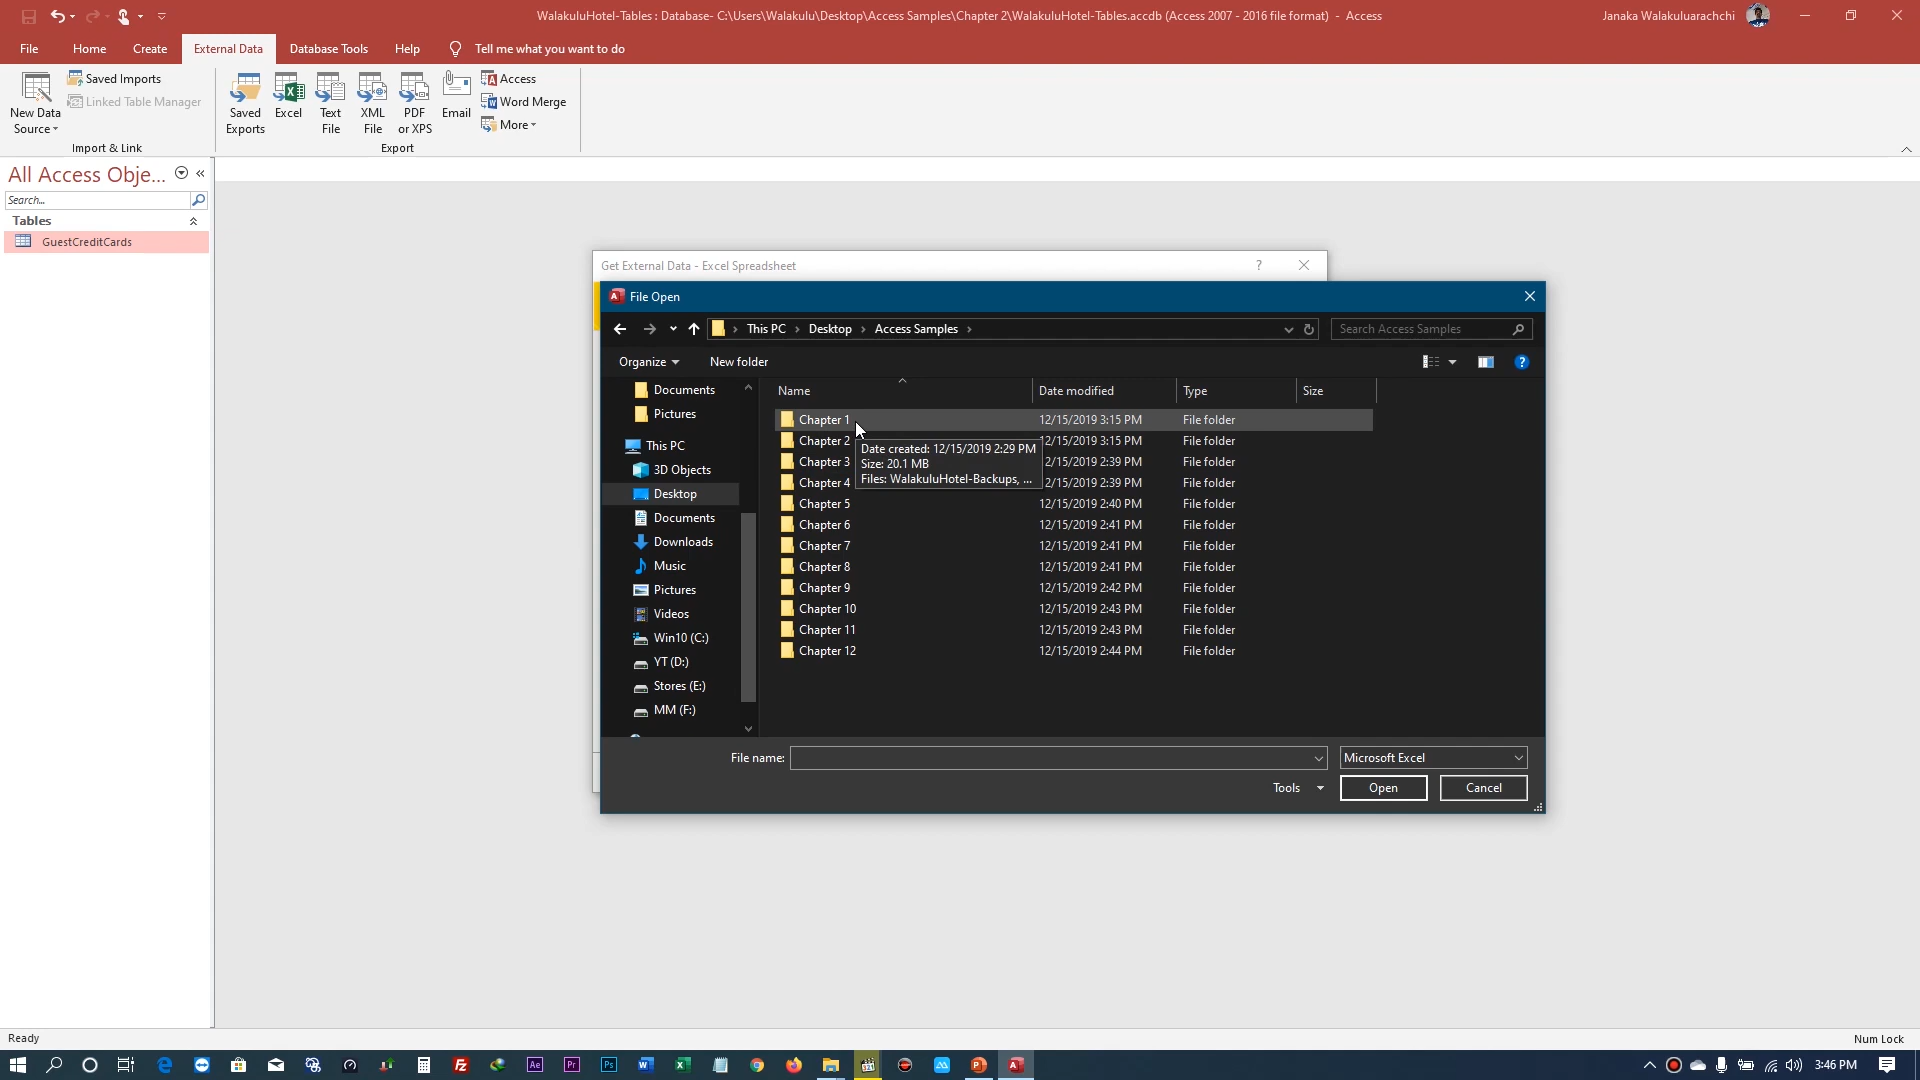 WalakuluHotel-Tables : Database- C:\Users\Walakulu\Desktop\Access Samples\Chapter 2\WalakuluHotel-Tables.accdb (Access 2007 - 2016 file format)  -  Access
Janaka Walakuluarachchi
File Home Create External Data Database Tools Help Tell me what you want to do
New Data Source
Saved Imports
Linked Table Manager
Import & Link
Saved Exports
Excel
Text File
XML File
PDF or XPS
Email
Access
Word Merge
More
Export
All Access Obje...
Search...
Tables
GuestCreditCards
Get External Data - Excel Spreadsheet
?
File Open
This PC > Desktop > Access Samples >
Search Access Samples
Organize New folder
?
Documents
Pictures
This PC
3D Objects
Desktop
Documents
Downloads
Music
Pictures
Videos
Win10 (C:)
YT (D:)
Stores (E:)
MM (F:)
Name Date modified Type Size
Chapter 1 12/15/2019 3:15 PM File folder
Chapter 2 12/15/2019 3:15 PM File folder
Chapter 3 2/15/2019 2:39 PM File folder
Chapter 4 2/15/2019 2:39 PM File folder
Chapter 5 12/15/2019 2:40 PM File folder
Chapter 6 12/15/2019 2:41 PM File folder
Chapter 7 12/15/2019 2:41 PM File folder
Chapter 8 12/15/2019 2:41 PM File folder
Chapter 9 12/15/2019 2:42 PM File folder
Chapter 10 12/15/2019 2:43 PM File folder
Chapter 11 12/15/2019 2:43 PM File folder
Chapter 12 12/15/2019 2:44 PM File folder
Date created: 12/15/2019 2:29 PM
Size: 20.1 MB
Files: WalakuluHotel-Backups, ...
File name:
Microsoft Excel
Tools Open Cancel
Ready
Num Lock
3:46 PM